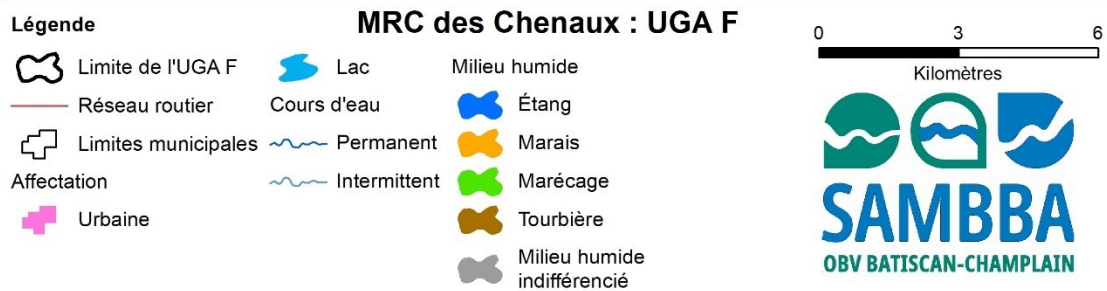 Légende
MRC des Chenaux : UGA F
Limite de l'UGA F
Réseau routier
Limites municipales
Affectation
Urbaine
Lac
Cours d'eau
Permanent
Intermittent
Milieu humide
Étang
Marais
Marécage
Tourbière
Milieu humide
indifférencié
0 3 6
Kilomètres
SAMBBA
OBV BATISCAN-CHAMPLAIN